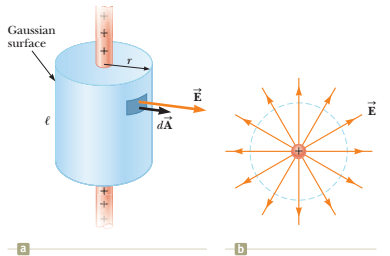 Gaussian
surface
r
E
ℓ
dA
E
+
+
+
+
+
+
+
a
b